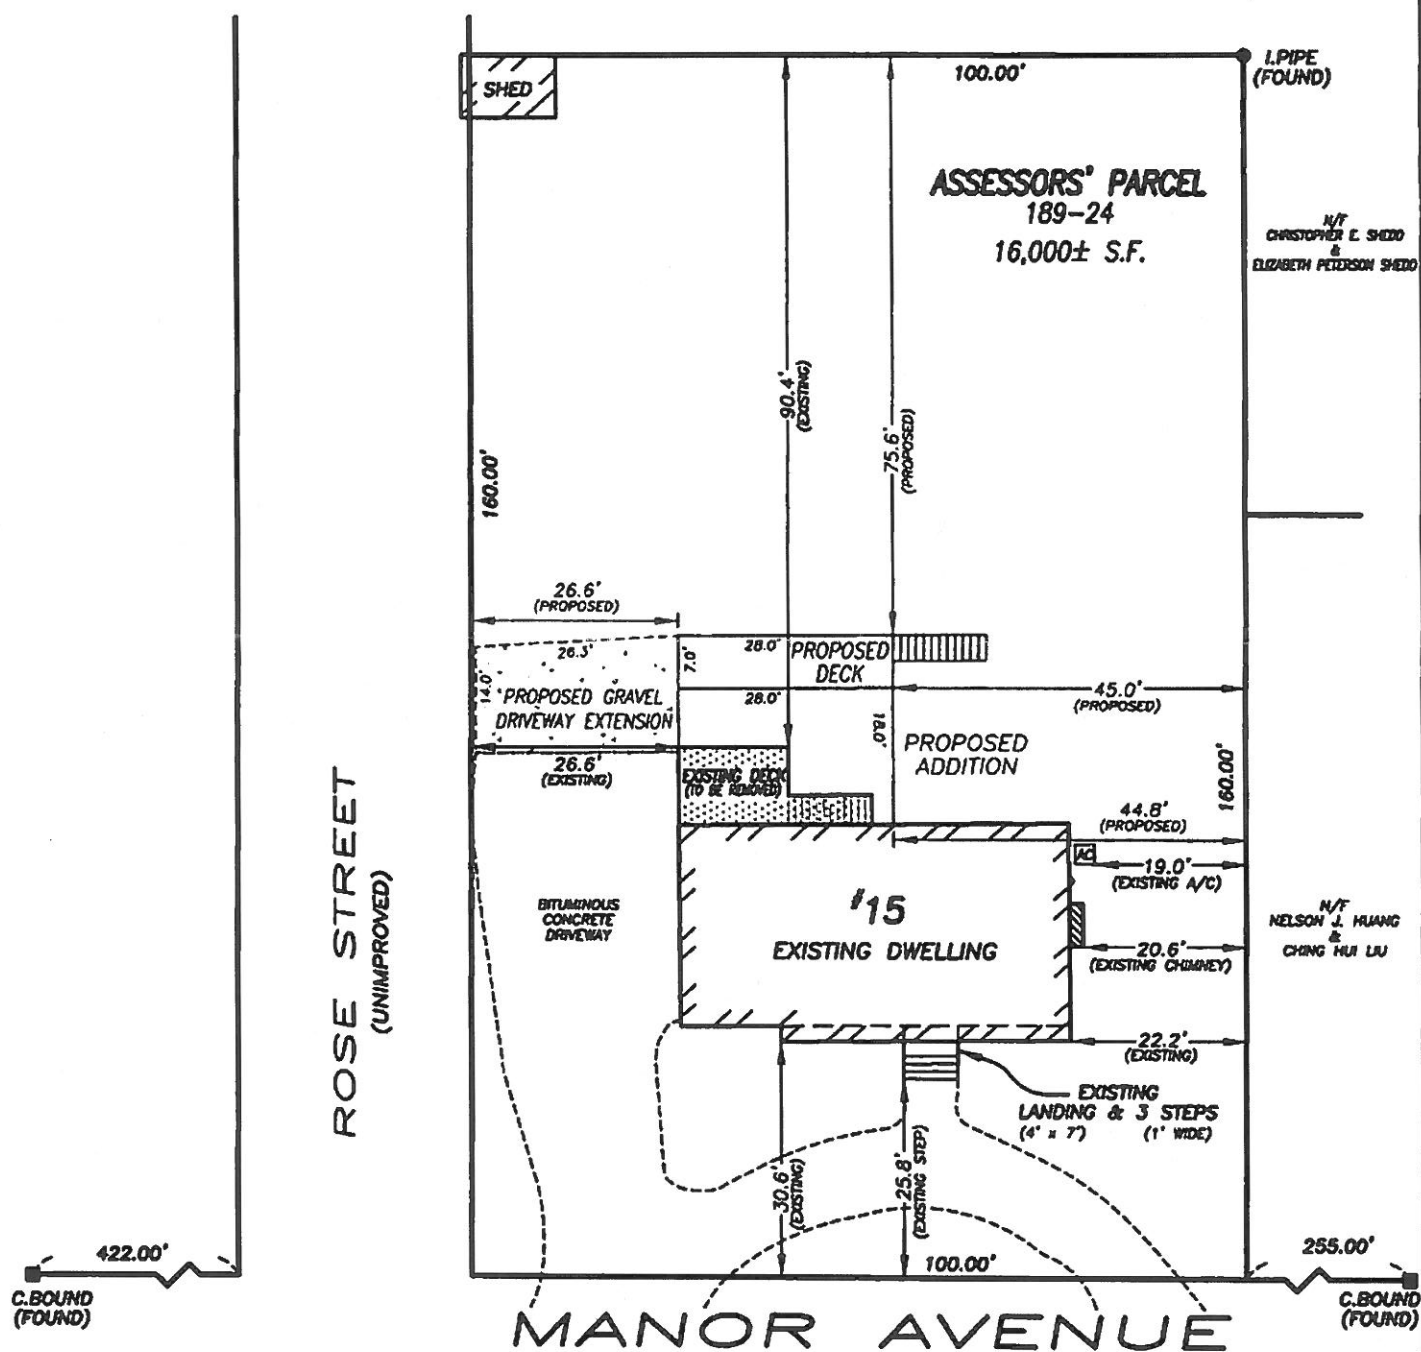 I.PIPE
(FOUND)
100.00'
SHED
ASSESSORS' PARCEL
189-24
16,000± S.F.
N/F
CHRISTOPHER E. SHEDD
&
ELIZABETH PETERSON SHEDD
90.4'
(EXISTING)
75.6'
(PROPOSED)
160.00'
26.6'
(PROPOSED)
26.3'
14.0'
7.0'
28.0'
PROPOSED
DECK
PROPOSED GRAVEL
DRIVEWAY EXTENSION
28.0'
45.0'
(PROPOSED)
18.0'
PROPOSED
ADDITION
26.6'
(EXISTING)
EXISTING DECK
(TO BE REMOVED)
160.00'
44.8'
(PROPOSED)
AC
19.0'
(EXISTING A/C)
ROSE STREET
(UNIMPROVED)
BITUMINOUS
CONCRETE
DRIVEWAY
#15
EXISTING DWELLING
20.6'
(EXISTING CHIMNEY)
N/F
NELSON J. HUANG
&
CHING HUI LIU
22.2'
(EXISTING)
EXISTING
LANDING & 3 STEPS
(4' x 7') (1' WIDE)
30.6'
(EXISTING)
25.8'
(EXISTING STEP)
422.00'
100.00'
255.00'
C.BOUND
(FOUND)
C.BOUND
(FOUND)
MANOR AVENUE